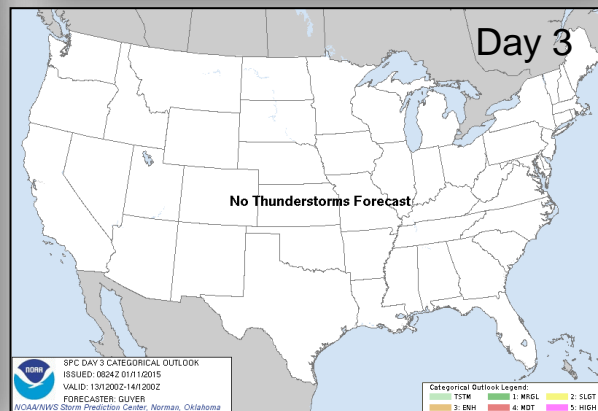 Day 3
No Thunderstorms Forecast
NOAA
SPC DAY 3 CATEGORICAL OUTLOOK
ISSUED: 0824Z 01/11/2015
VALID: 13/1200Z-14/1200Z
FORECASTER: GUYER
NOAA/NWS Storm Prediction Center, Norman, Oklahoma
Categorical Outlook Legend:
TSTM 1: MRGL 2: SLGT
3: ENH 4: MDT 5: HIGH